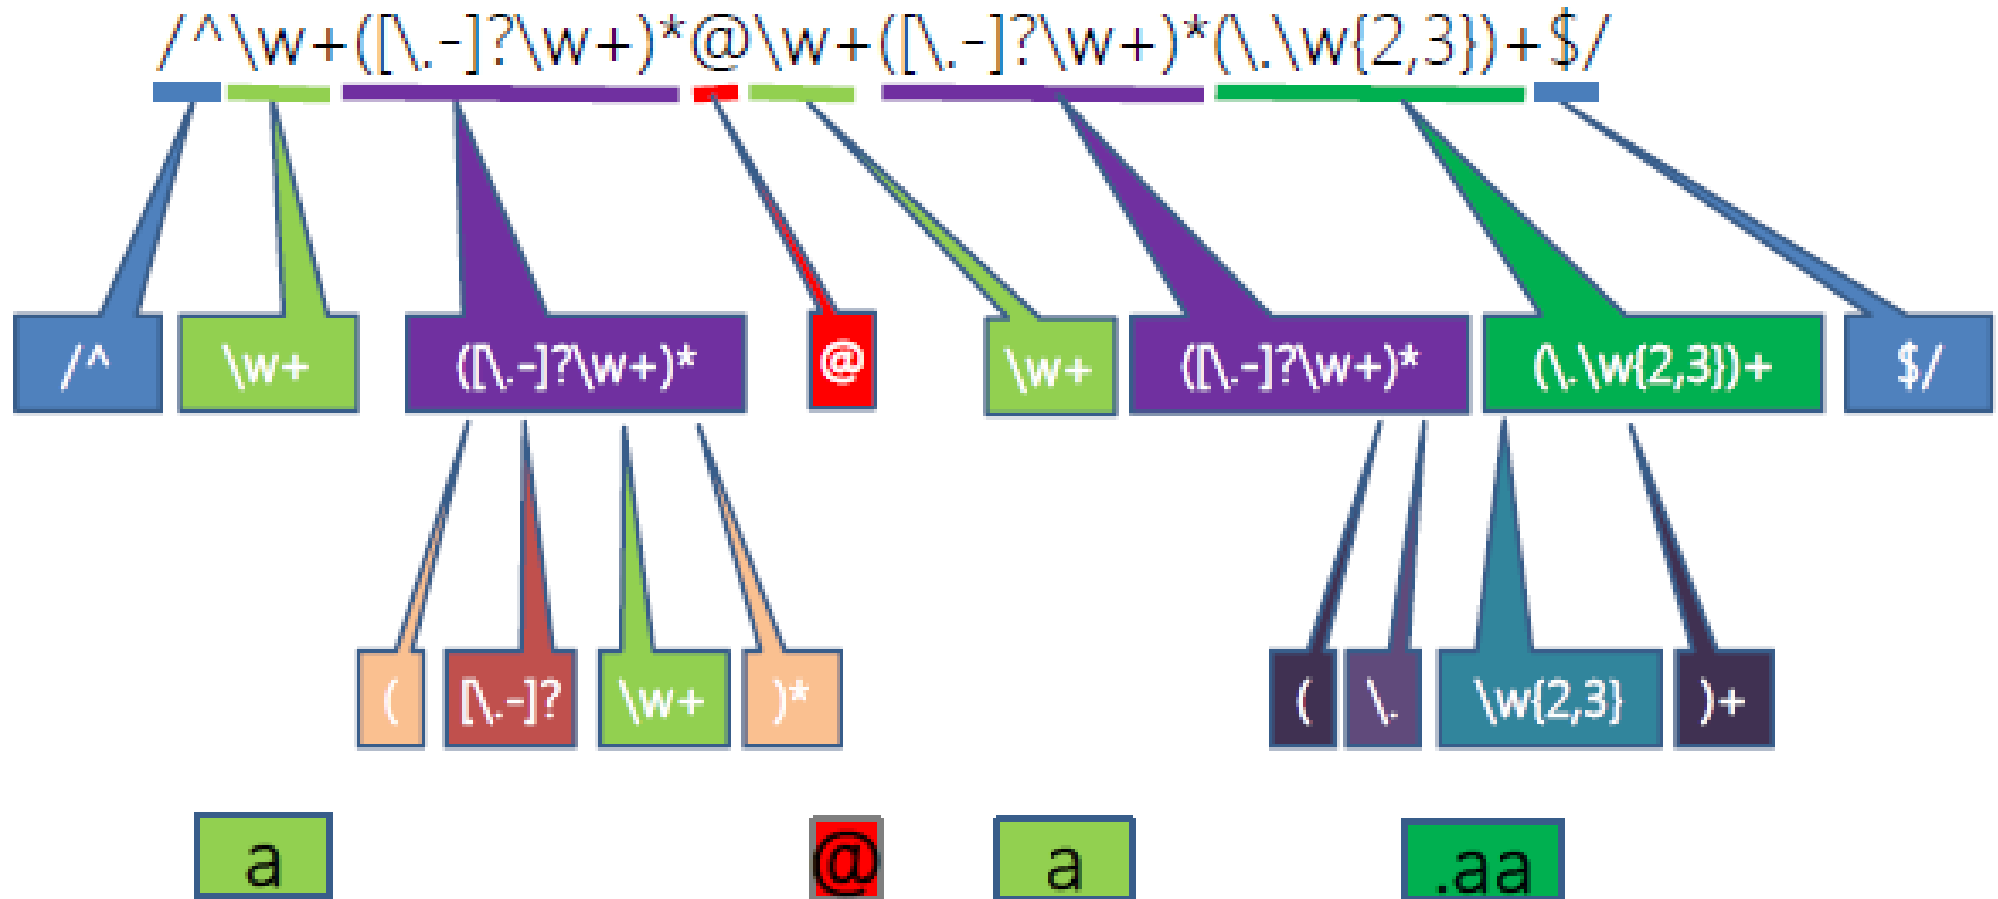 /^\w+([\.-]?\w+)*@\w+([\.-]?\w+)*(\.\w{2,3})+$/
/^ \w+ ([\.-]?\w+)* @ \w+ ([\.-]?\w+)* (\.\w{2,3})+ $/
( [\.-]? \w+ )* ( \. \w{2,3} )+
a @ a .aa